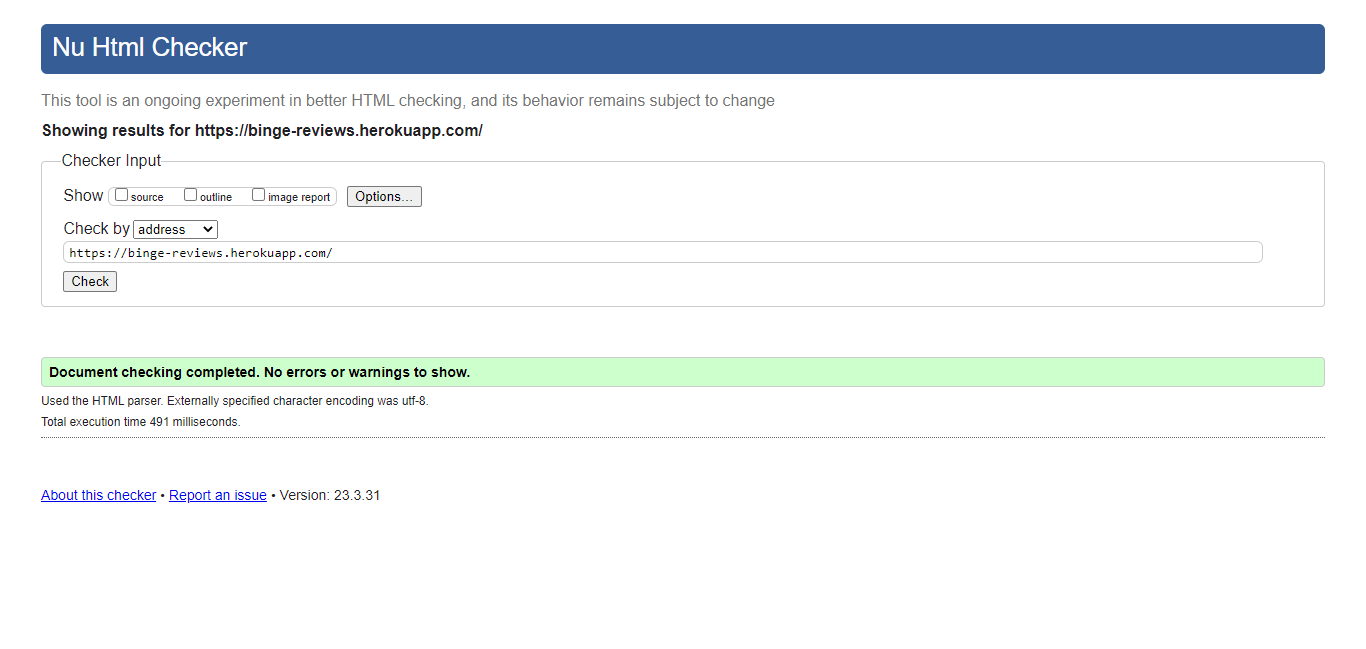 Nu Html Checker
This tool is an ongoing experiment in better HTML checking, and its behavior remains subject to change
Showing results for https://binge-reviews.herokuapp.com/
Checker Input
Show source outline image report Options...
Check by address
https://binge-reviews.herokuapp.com/
Check
Document checking completed. No errors or warnings to show.
Used the HTML parser. Externally specified character encoding was utf-8.
Total execution time 491 milliseconds.
About this checker • Report an issue • Version: 23.3.31